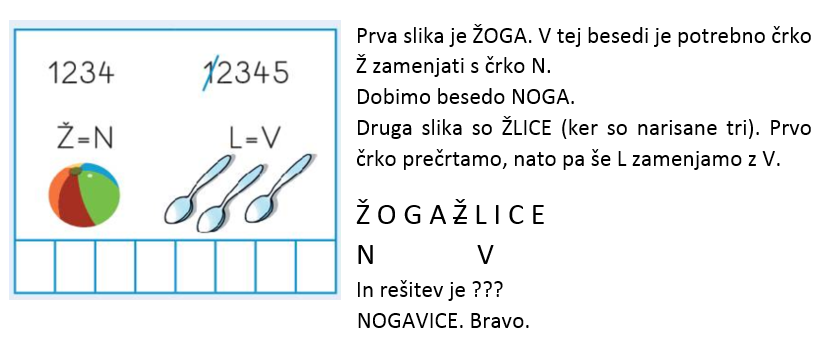 1234 12345
Ž=N L=V
Prva slika je ŽOGA. V tej besedi je potrebno črko
Ž zamenjati s črko N.
Dobimo besedo NOGA.
Druga slika so ŽLICE (ker so narisane tri). Prvo
črko prečrtamo, nato pa še L zamenjamo z V.
Ž O G A Ž L I C E
N V
In rešitev je ???
NOGAVICE. Bravo.